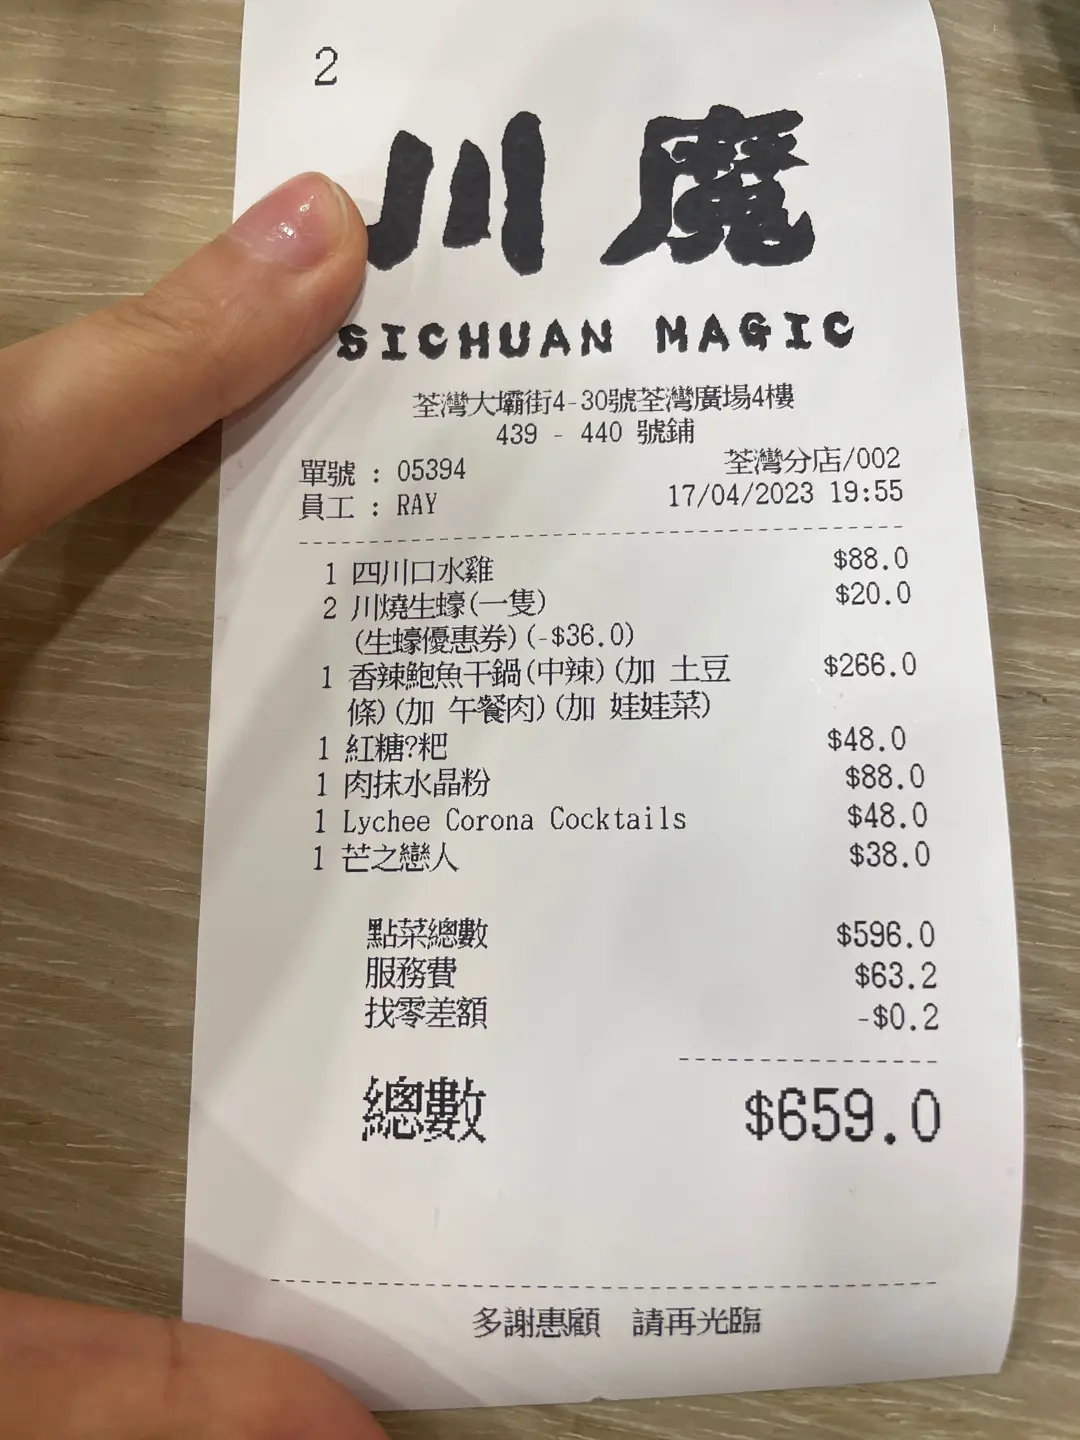 2
川魔
SICHUAN MAGIC
荃灣大壩街4-30號荃灣廣場4樓
439 - 440 號鋪
單號 : 05394
荃灣分店/002
員工 : RAY
17/04/2023 19:55
1 四川口水雞 $88.0
2 川燒生蠔(一隻) $20.0
(生蠔優惠券)(-$36.0)
1 香辣鮑魚干鍋(中辣)(加 土豆 $266.0
條)(加 午餐肉)(加 娃娃菜)
1 紅糖?粑 $48.0
1 肉抹水晶粉 $88.0
1 Lychee Corona Cocktails $48.0
1 芒之戀人 $38.0
點菜總數 $596.0
服務費 $63.2
找零差額 -$0.2
總數 $659.0
多謝惠顧 請再光臨